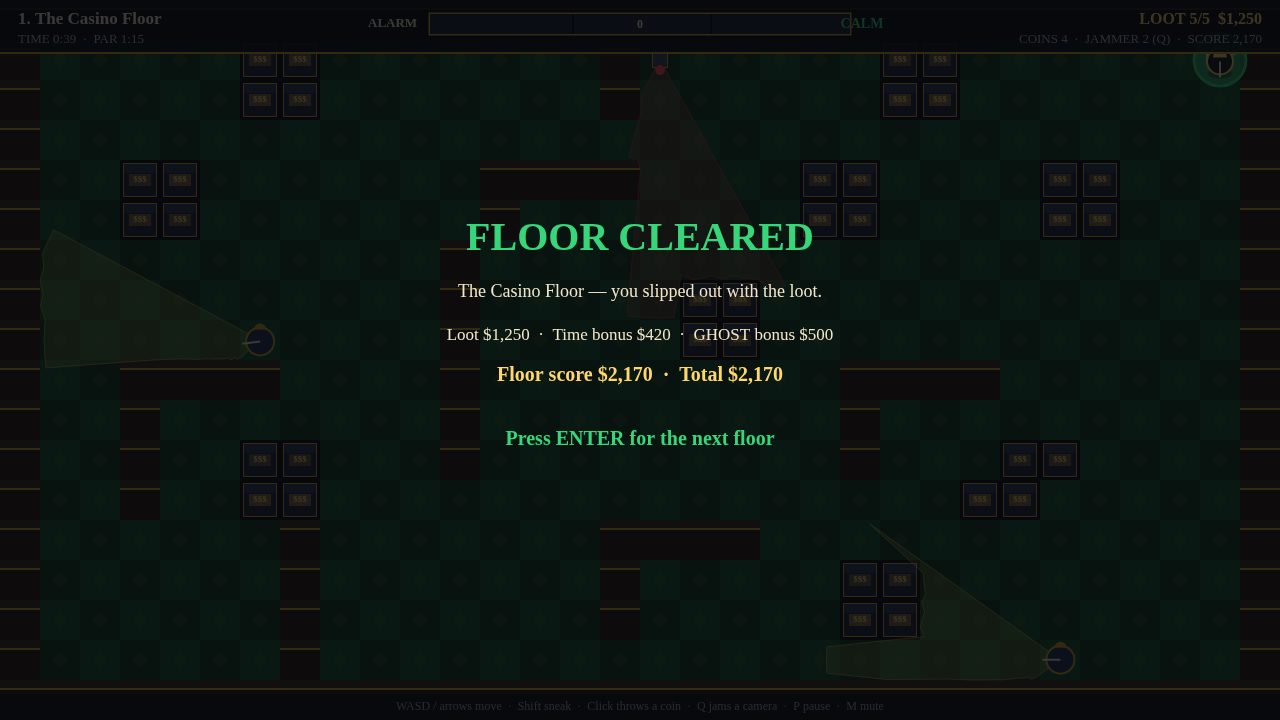 1. The Casino Floor
TIME 0:39 · PAR 1:15
ALARM
0
CALM
LOOT 5/5 $1,250
COINS 4 · JAMMER 2 (Q) · SCORE 2,170
$$$ $$$ $$$ $$$
$$$ $$$ $$$ $$$
$$$ $$$ $$$ $$$ $$$ $$$
$$$ $$$ $$$ $$$ $$$ $$$
FLOOR CLEARED
The Casino Floor — you slipped out with the loot.
$$$ $$$
Loot $1,250 · Time bonus $420 · GHOST bonus $500
$$$ $$$
Floor score $2,170 · Total $2,170
Press ENTER for the next floor
$$$ $$$ $$$ $$$
$$$ $$$ $$$ $$$
$$$ $$$
$$$ $$$
WASD / arrows move · Shift sneak · Click throws a coin · Q jams a camera · P pause · M mute